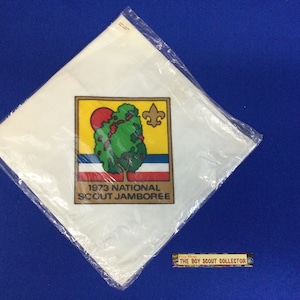 1973 NATIONAL
SCOUT JAMBOREE
THE BOY SCOUT COLLECTOR